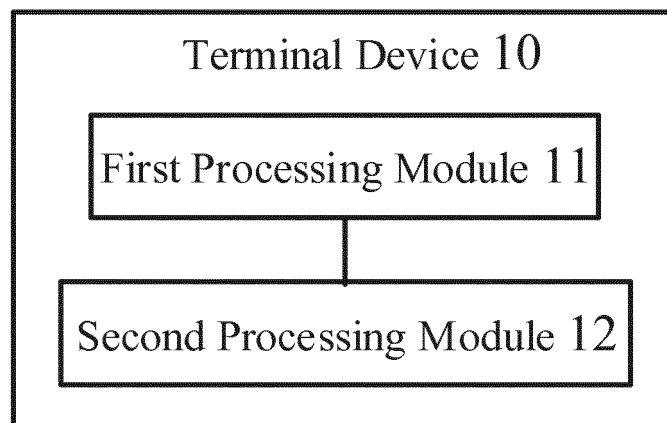 Terminal Device 10
First Processing Module 11
Second Processing Module 12